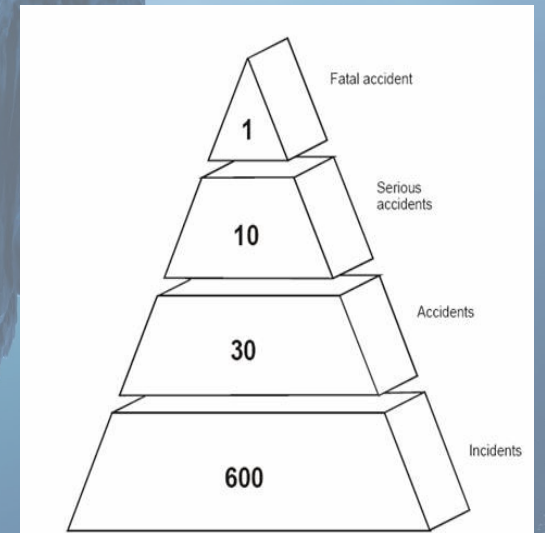 Fatal accident
1
Serious
accidents
10
Accidents
30
Incidents
600